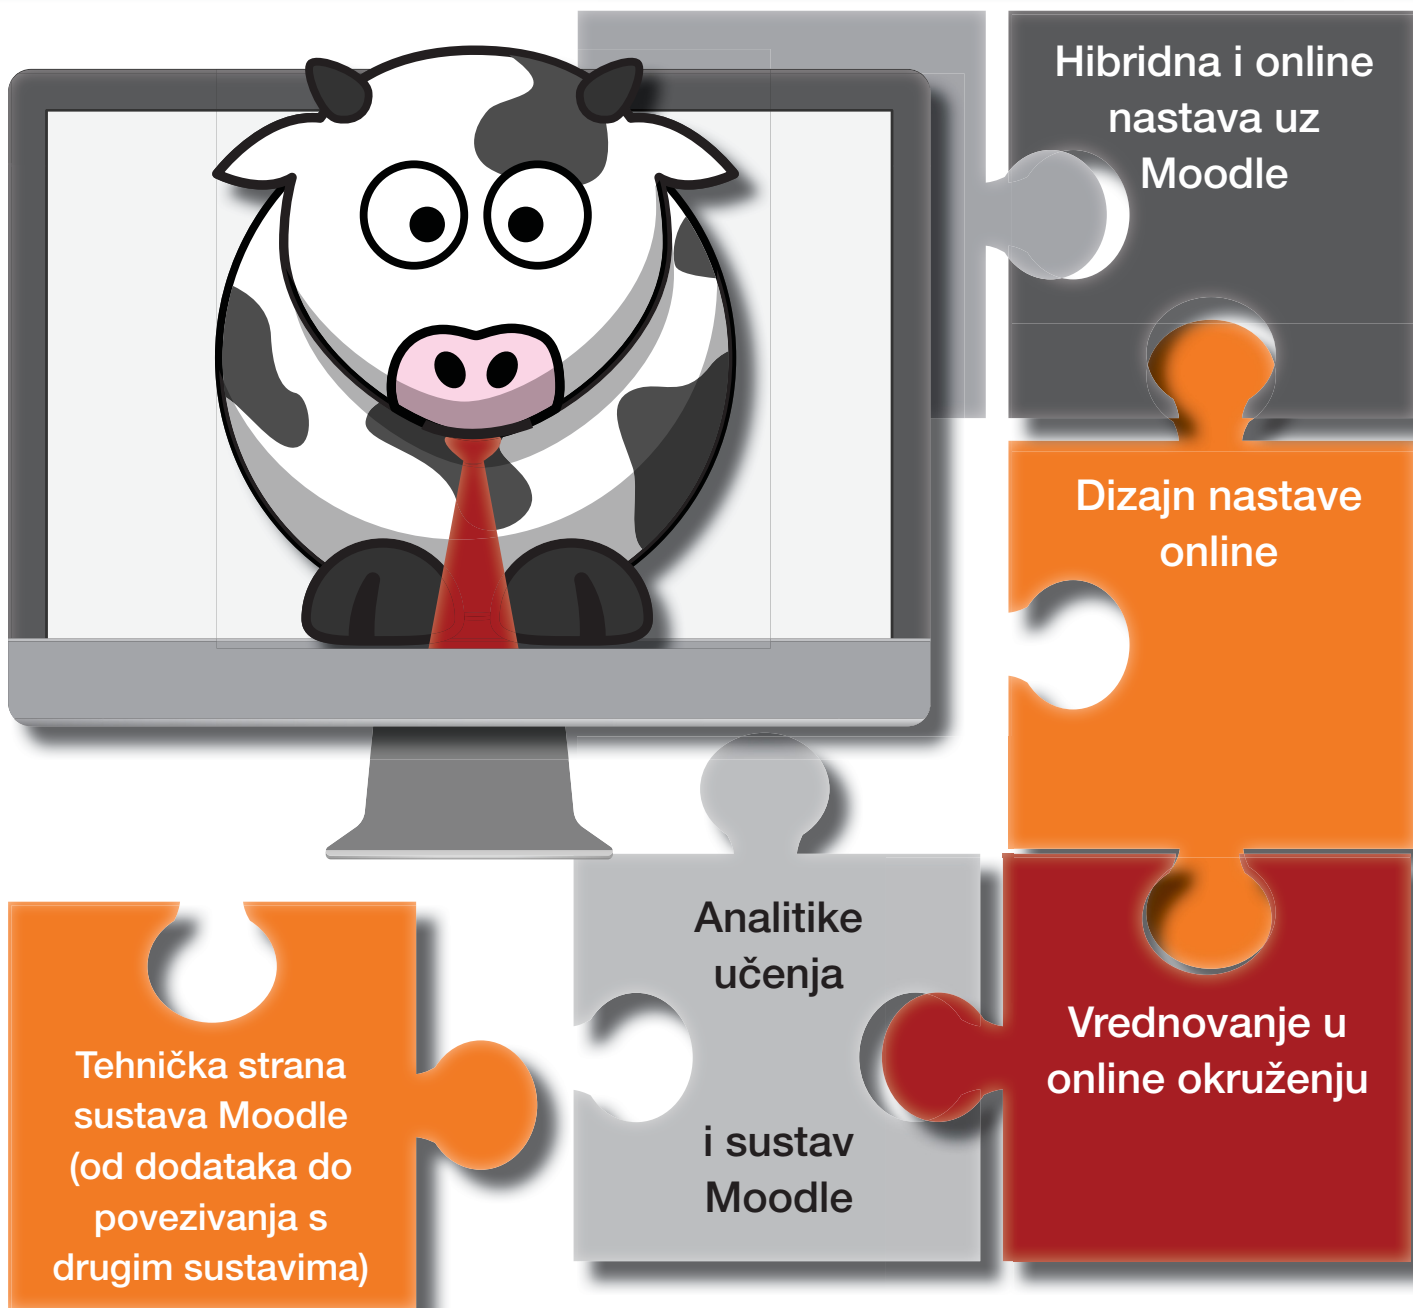 Hibridna i online
nastava uz
Moodle
Dizajn nastave
online
Vrednovanje u
online okruženju
Analitike
učenja
i sustav
Moodle
Tehnička strana
sustava Moodle
(od dodataka do
povezivanja s
drugim sustavima)